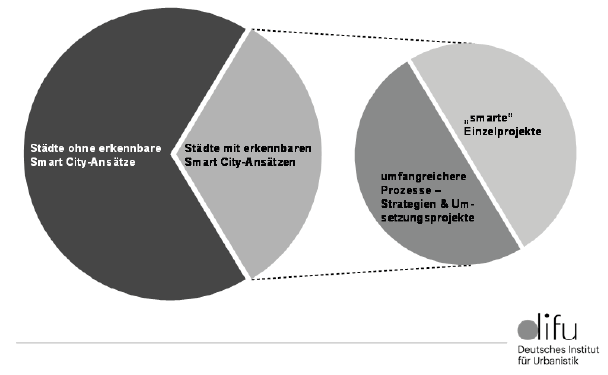 Städte ohne erkennbare
Smart City-Ansätze
Städte mit erkennbaren
Smart City-Ansätzen
„smarte”
Einzelprojekte
umfangreichere
Prozesse –
Strategien & Um-
setzungsprojekte
difu
Deutsches Institut
für Urbanistik